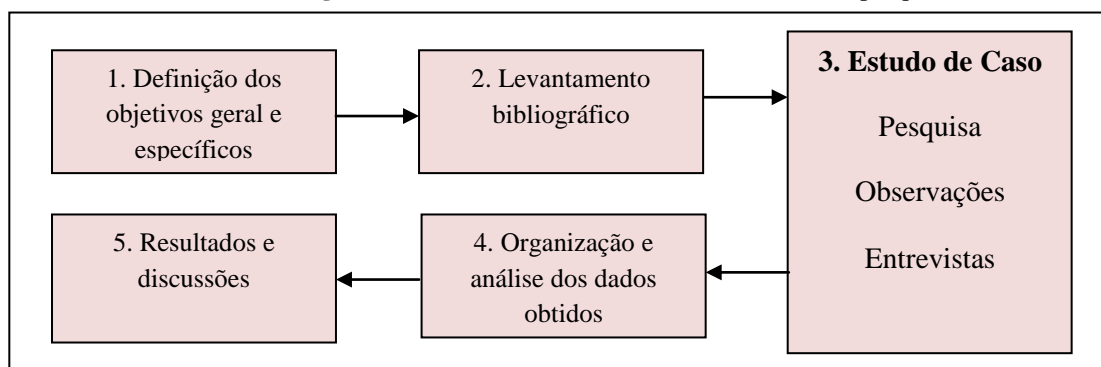 1. Definição dos
objetivos geral e
específicos
2. Levantamento
bibliográfico
3. Estudo de Caso
Pesquisa
Observações
Entrevistas
4. Organização e
análise dos dados
obtidos
5. Resultados e
discussões